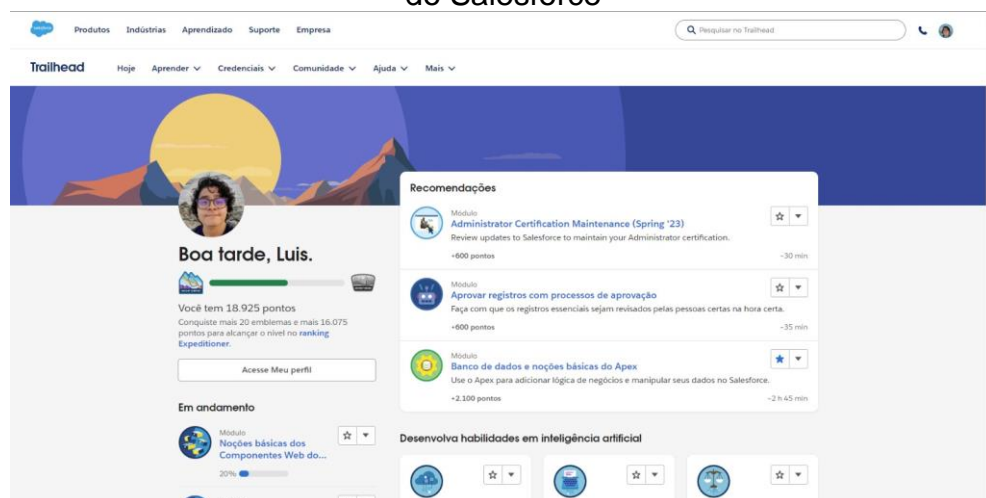 do Salesforce
salesforce
Produtos Indústrias Aprendizado Suporte Empresa
Pesquisar no Trailhead
Trailhead
Hoje Aprender Credenciais Comunidade Ajuda Mais
Boa tarde, Luis.
Você tem 18.925 pontos
Conquiste mais 20 emblemas e mais 16.075
pontos para alcançar o nível no ranking
Expeditioner.
Acesse Meu perfil
Em andamento
Módulo
Noções básicas dos
Componentes Web do...
20%
Recomendações
Módulo
Administrator Certification Maintenance (Spring '23)
Review updates to Salesforce to maintain your Administrator certification.
+600 pontos ~30 min
Módulo
Aprovar registros com processos de aprovação
Faça com que os registros essenciais sejam revisados pelas pessoas certas na hora certa.
+600 pontos ~35 min
Módulo
Banco de dados e noções básicas do Apex
Use o Apex para adicionar lógica de negócios e manipular seus dados no Salesforce.
+2.100 pontos ~2 h 45 min
Desenvolva habilidades em inteligência artificial